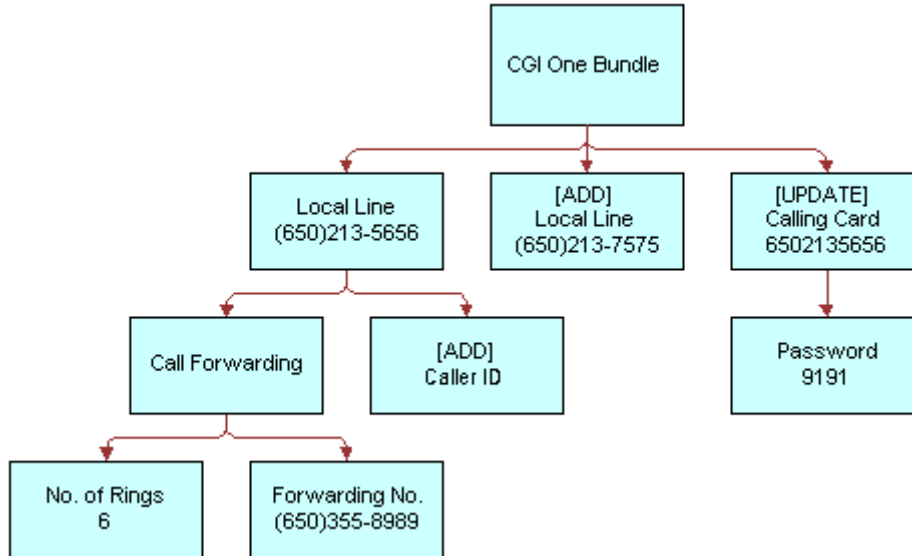 CGI One Bundle
Local Line
(650)213-5656
[ADD]
Local Line
(650)213-7575
[UPDATE]
Calling Card
6502135656
Call Forwarding
[ADD]
Caller ID
Password
9191
No. of Rings
6
Forwarding No.
(650)355-8989